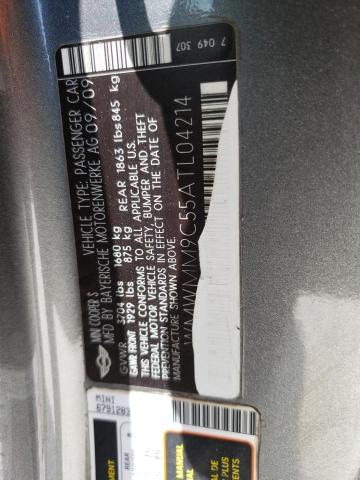 MINI COOPER S
VEHICLE TYPE: PASSENGER CAR
MFD BY BAYERISCHE MOTORENWERKE AG 09/09
GVWR 3704 lbs 1680 kg
GAWR FRONT 1929 lbs 875 kg REAR 1863 lbs 845 kg
THIS VEHICLE CONFORMS TO ALL APPLICABLE U.S.
FEDERAL MOTOR VEHICLE SAFETY, BUMPER AND THEFT
PREVENTION STANDARDS IN EFFECT ON THE DATE OF
MANUFACTURE SHOWN ABOVE.
WMWMM9C55ATL04214
7 049 307
MINI
REAR
MANUAL
PLUS